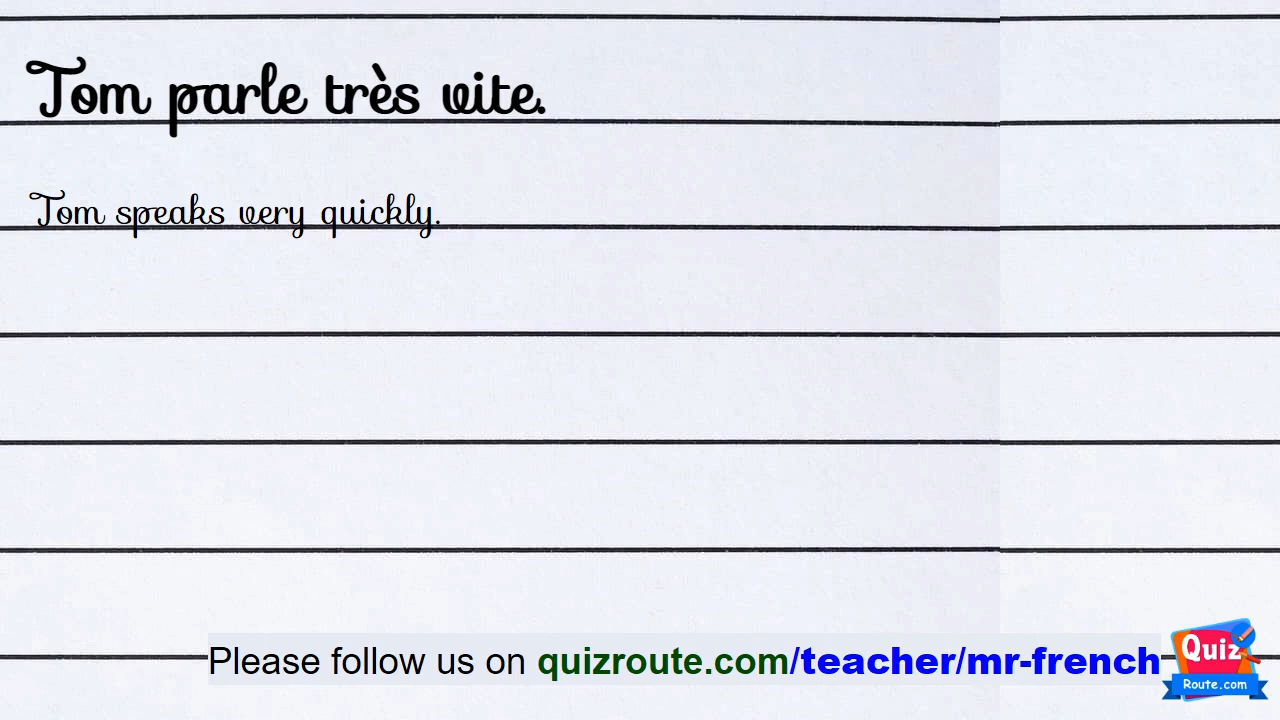 Tom parle très vite.
Tom speaks very quickly.
Please follow us on quizroute.com/teacher/mr-french
Quiz
Route.com